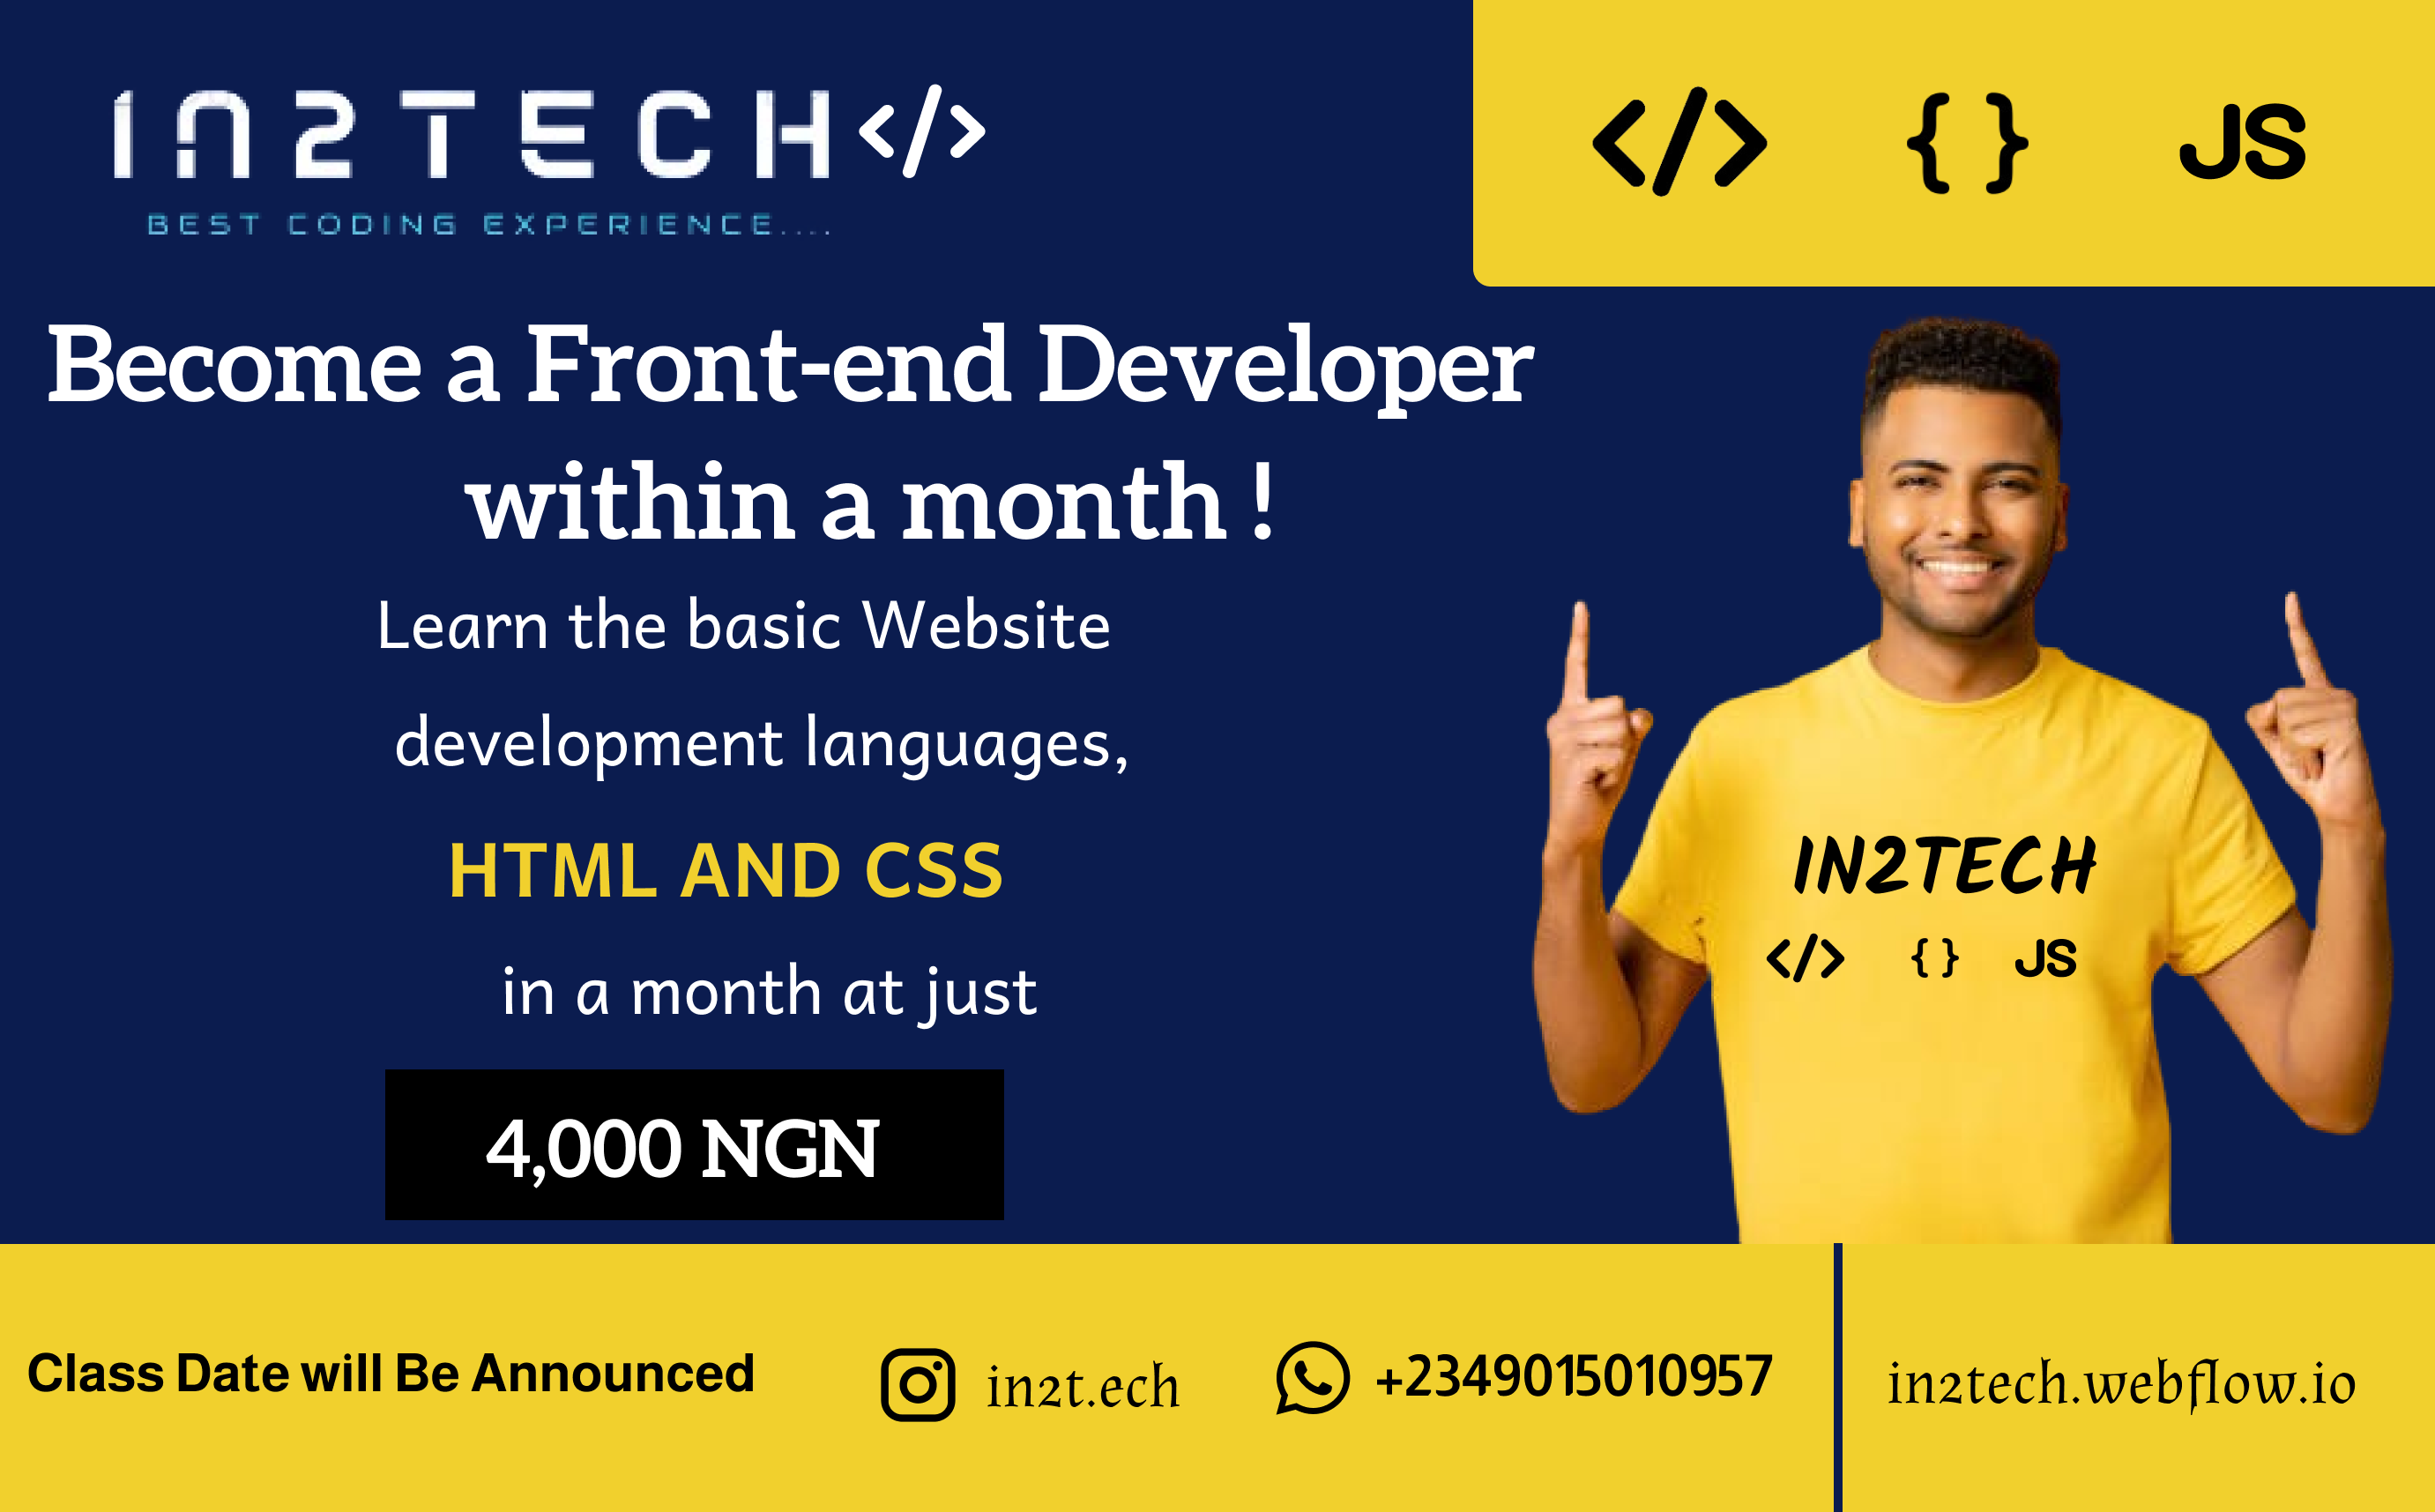 IN2TECH</>
BEST CODING EXPERIENCE....
</> { } JS
Become a Front-end Developer
within a month !
Learn the basic Website
development languages,
HTML AND CSS
in a month at just
4,000 NGN
IN2TECH
</> { } JS
Class Date will Be Announced
in2t.ech
+2349015010957
in2tech.webflow.io